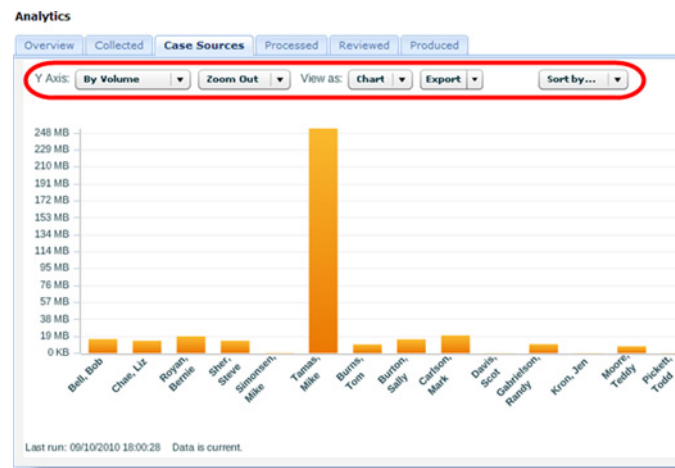 Analytics
Overview Collected Case Sources Processed Reviewed Produced
Y Axis: By Volume Zoom Out View as: Chart Export Sort by...
248 MB
229 MB
210 MB
191 MB
172 MB
153 MB
134 MB
114 MB
95 MB
76 MB
57 MB
38 MB
19 MB
0 KB
Bell, Bob
Chae, Liz
Royan,
Bernie
Sher,
Steve
Simonsen,
Mike
Tamas,
Mike
Burns,
Tom
Burton,
Sally
Carlson,
Mark
Davis,
Scot
Gabrielson,
Randy
Kron, Jen
Moore,
Teddy
Pickett,
Todd
Last run: 09/10/2010 18:00:28 Data is current.